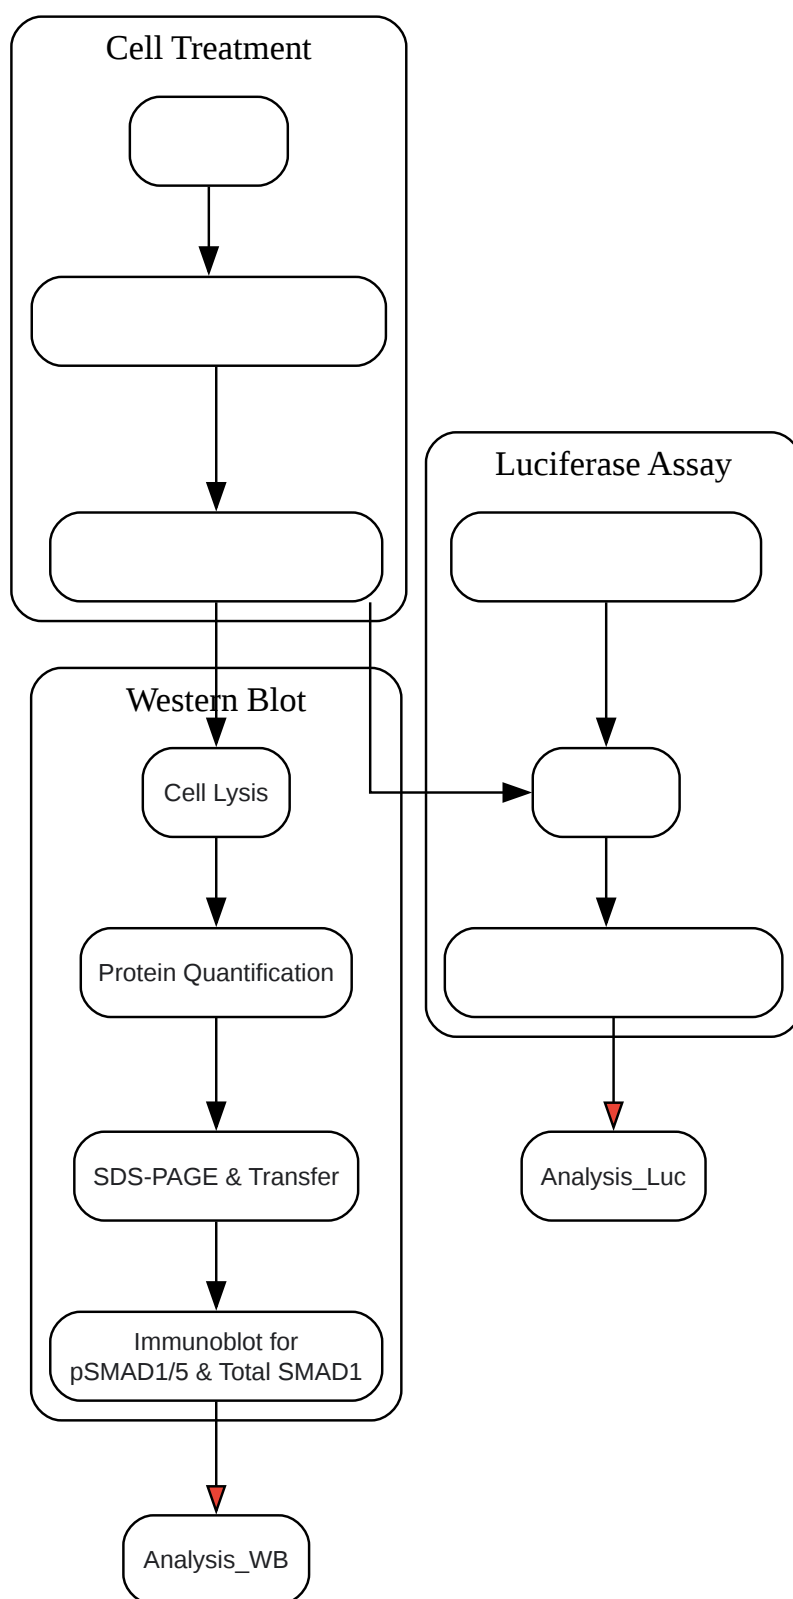 Cell Treatment
Luciferase Assay
Western Blot
Cell Lysis
Protein Quantification
SDS-PAGE & Transfer
Analysis_Luc
Immunoblot for
pSMAD1/5 & Total SMAD1
Analysis_WB